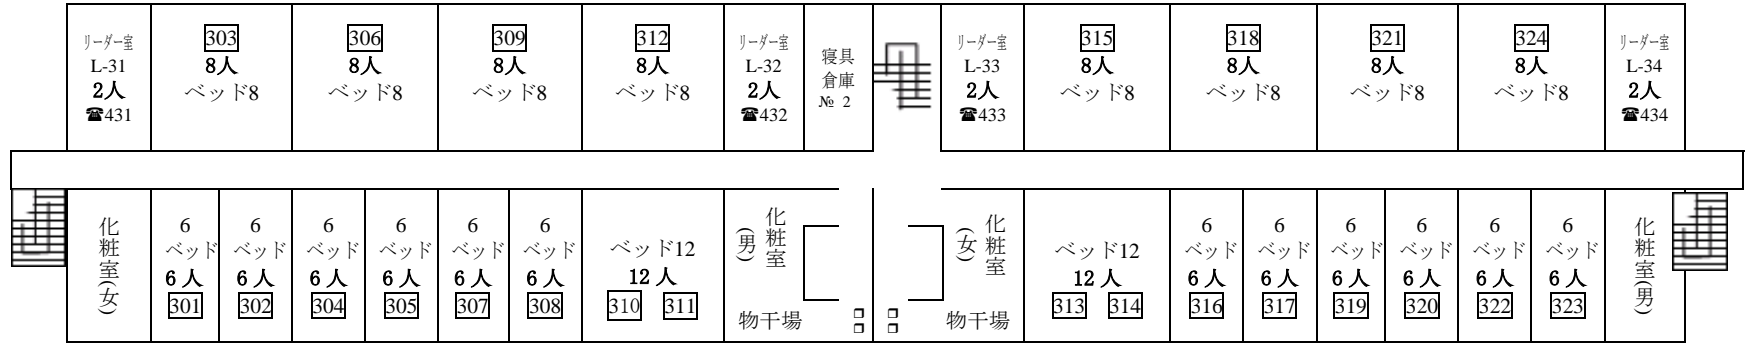 リーダー室
L-31
2人
☎431
303
8人
ベッド8
306
8人
ベッド8
309
8人
ベッド8
312
8人
ベッド8
リーダー室
L-32
2人
☎432
寝具
倉庫
№ 2
リーダー室
L-33
2人
☎433
315
8人
ベッド8
318
8人
ベッド8
321
8人
ベッド8
324
8人
ベッド8
リーダー室
L-34
2人
☎434
化粧室(女)
6
ベッド
6人
301
6
ベッド
6人
302
6
ベッド
6人
304
6
ベッド
6人
305
6
ベッド
6人
307
6
ベッド
6人
308
ベッド12
12人
310 311
化粧室
(男)
物干場
化粧室
(女)
物干場
ベッド12
12人
313 314
6
ベッド
6人
316
6
ベッド
6人
317
6
ベッド
6人
319
6
ベッド
6人
320
6
ベッド
6人
322
6
ベッド
6人
323
化粧室(男)